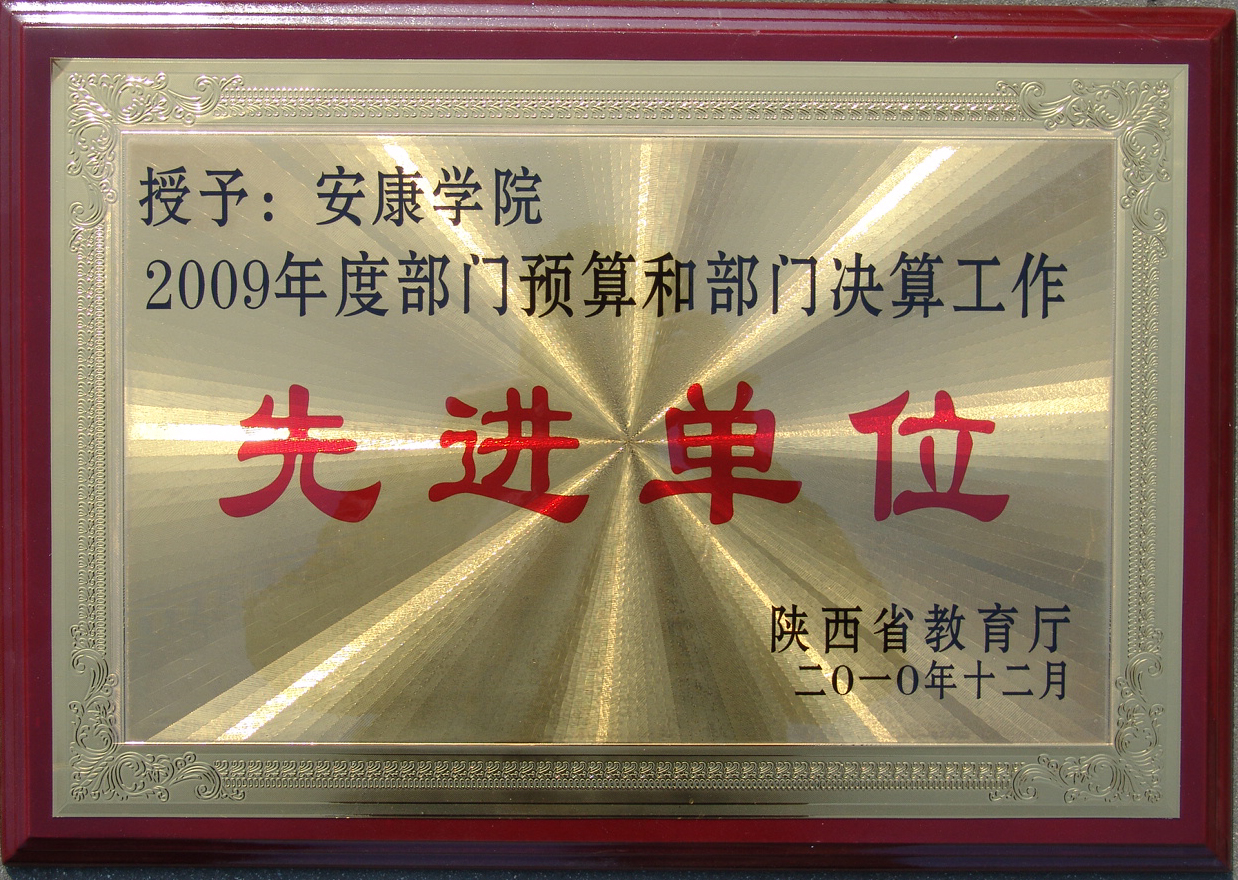 授予：安康学院
2009年度部门预算和部门决算工作
先进单位
陕西省教育厅
二〇一〇年十二月